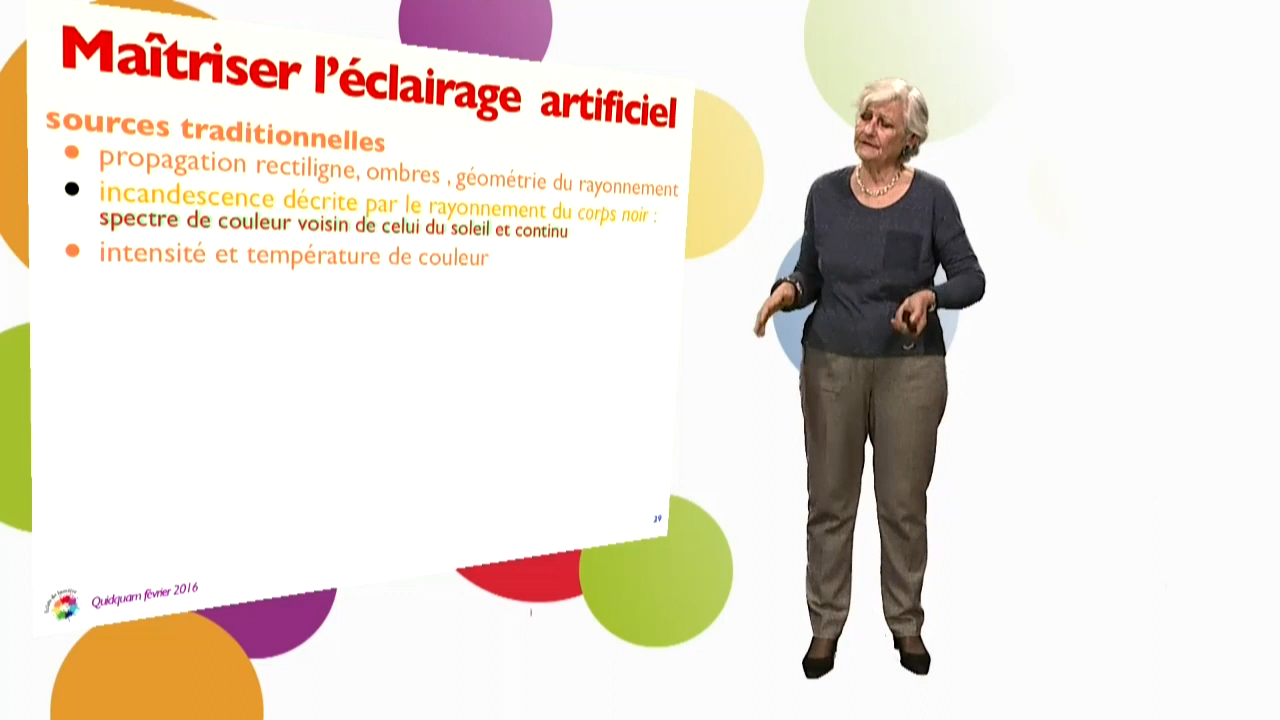 Maîtriser l'éclairage artificiel
sources traditionnelles
propagation rectiligne, ombres , géométrie du rayonnement
incandescence décrite par le rayonnement du corps noir :
spectre de couleur voisin de celui du soleil et continu
intensité et température de couleur
29
Quidquam février 2016